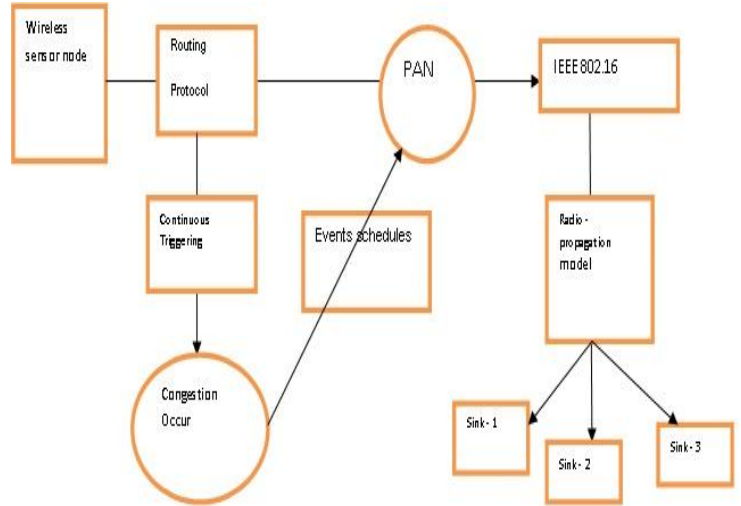 Wireless
sensor node
Routing
Protocol
PAN
IEEE802.16
Continuous
Triggering
Events schedules
Radio -
propagation
model
Congestion
Occur
Sink - 1
Sink - 2
Sink - 3